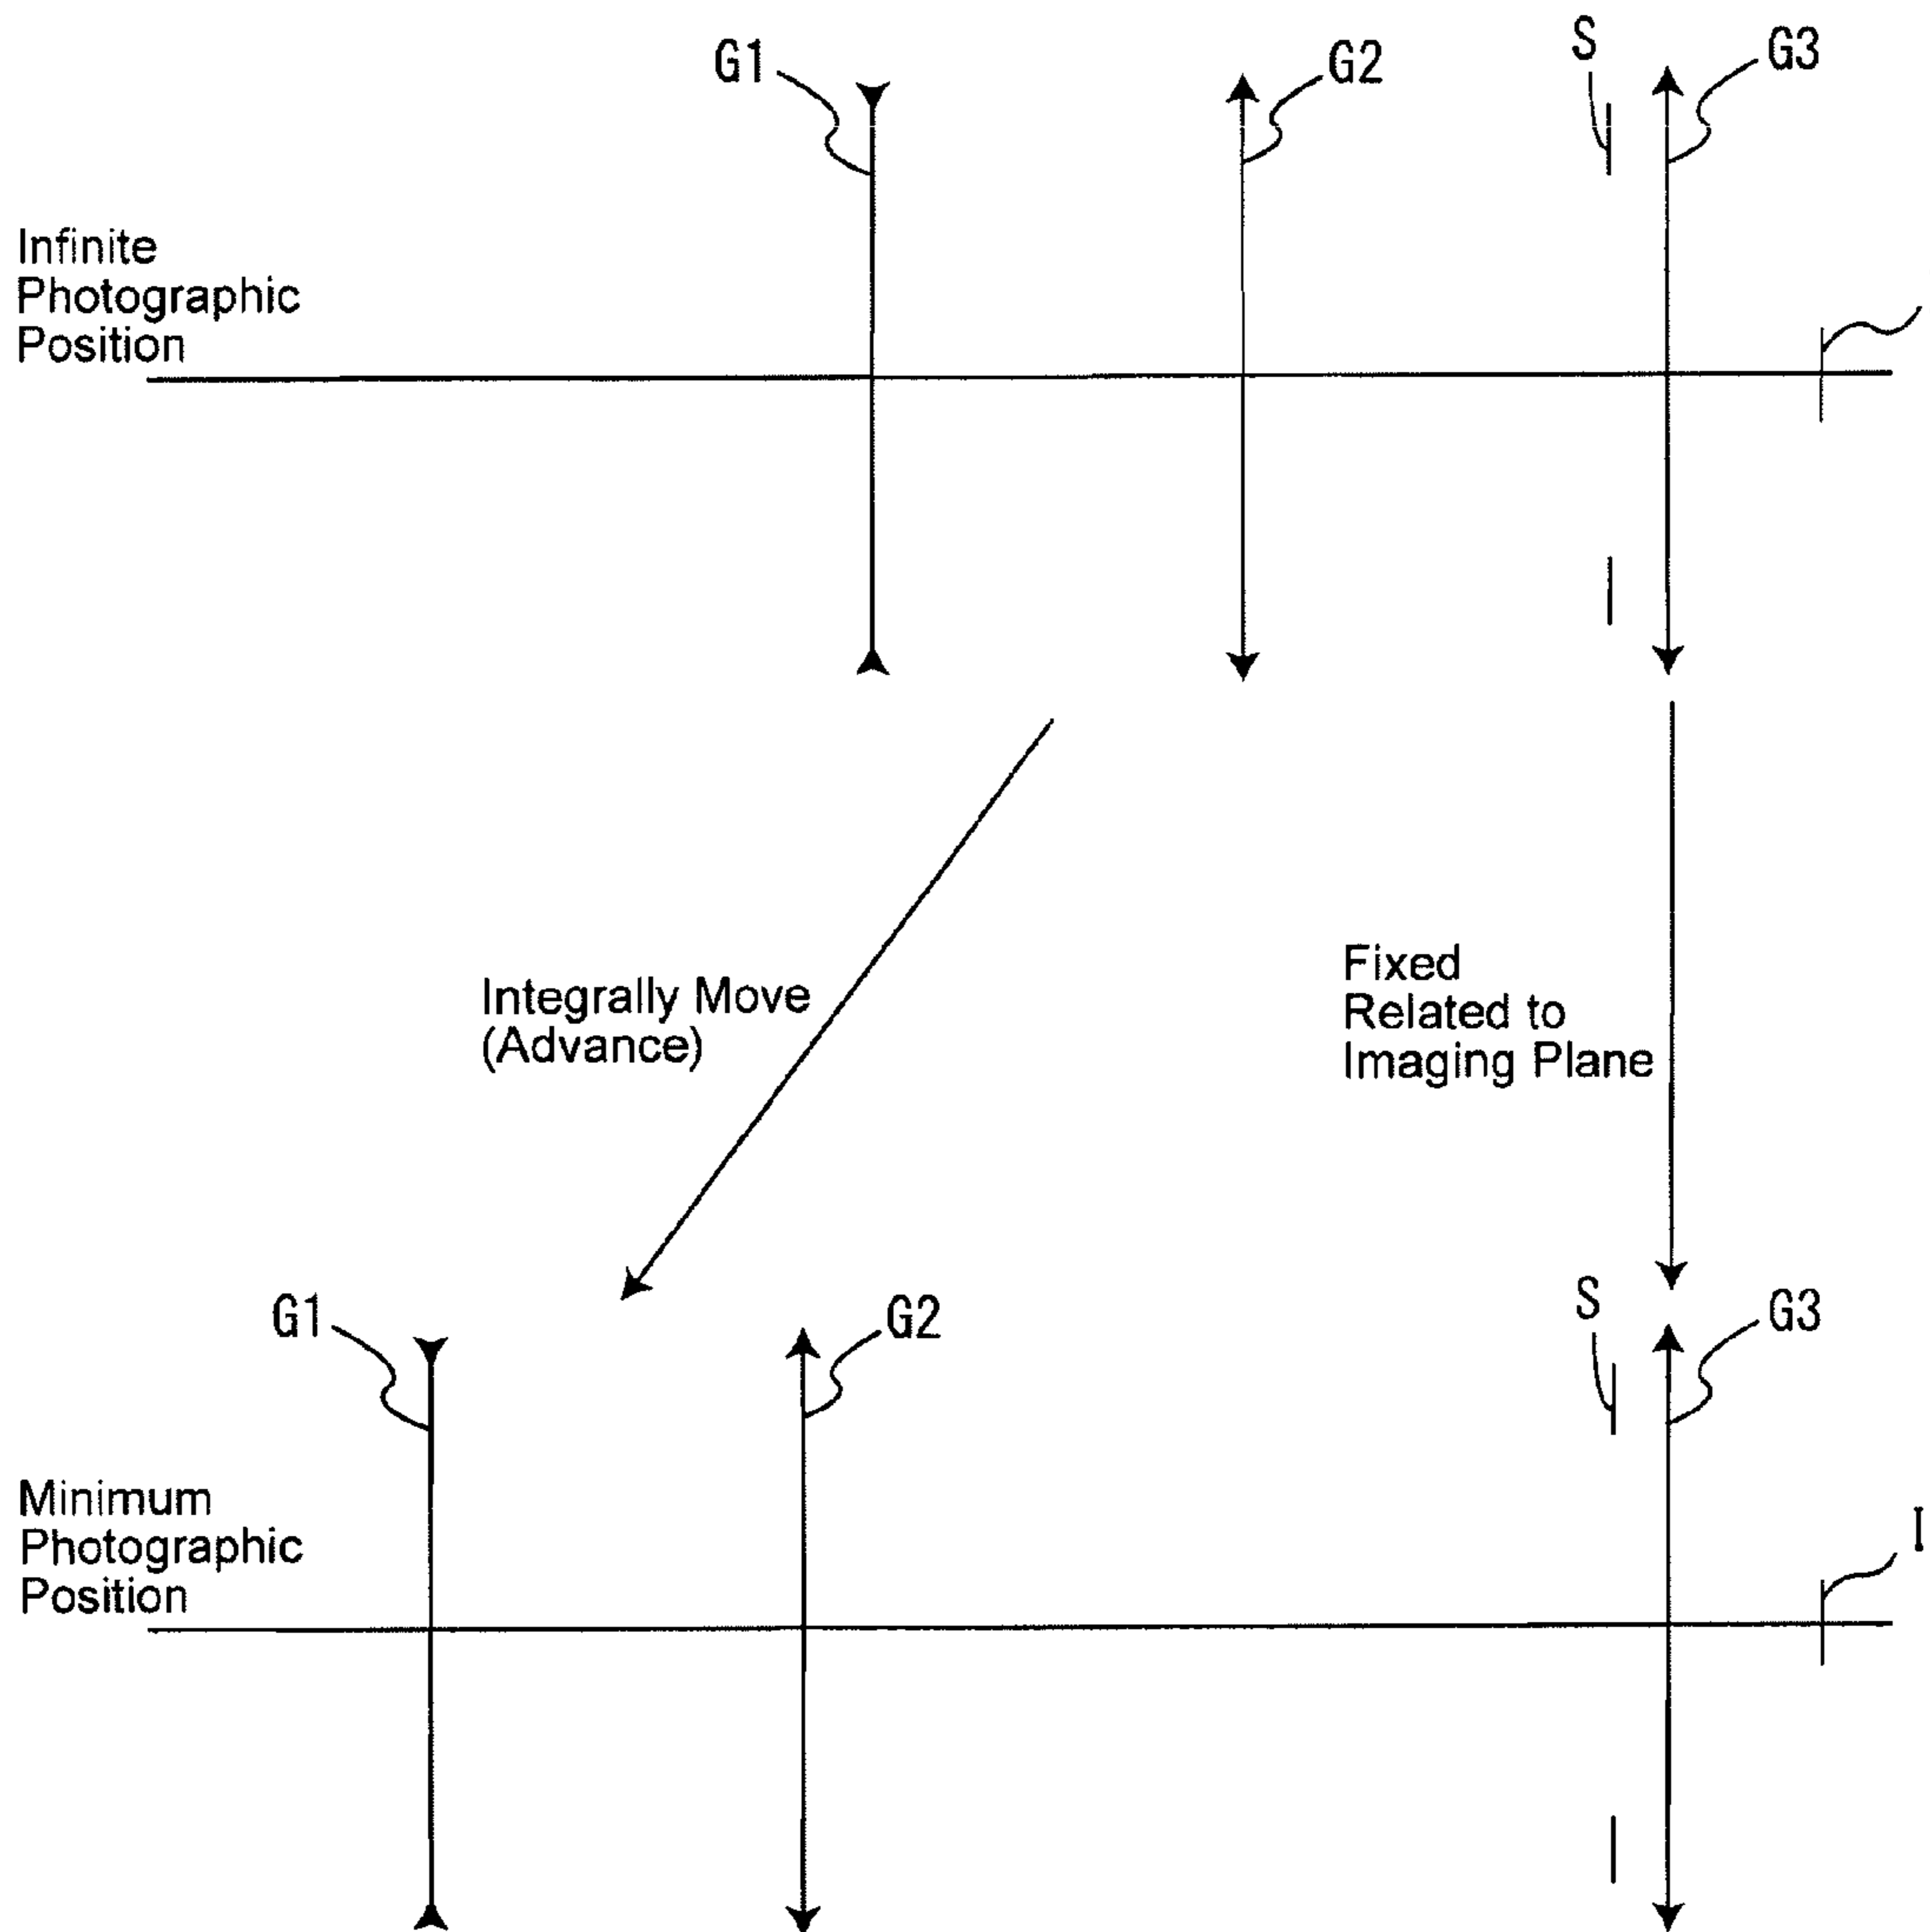 G1
G2
S
G3
Infinite
Photographic
Position
Integrally Move
(Advance)
Fixed
Related to
Imaging Plane
G1
G2
S
G3
Minimum
Photographic
Position
I